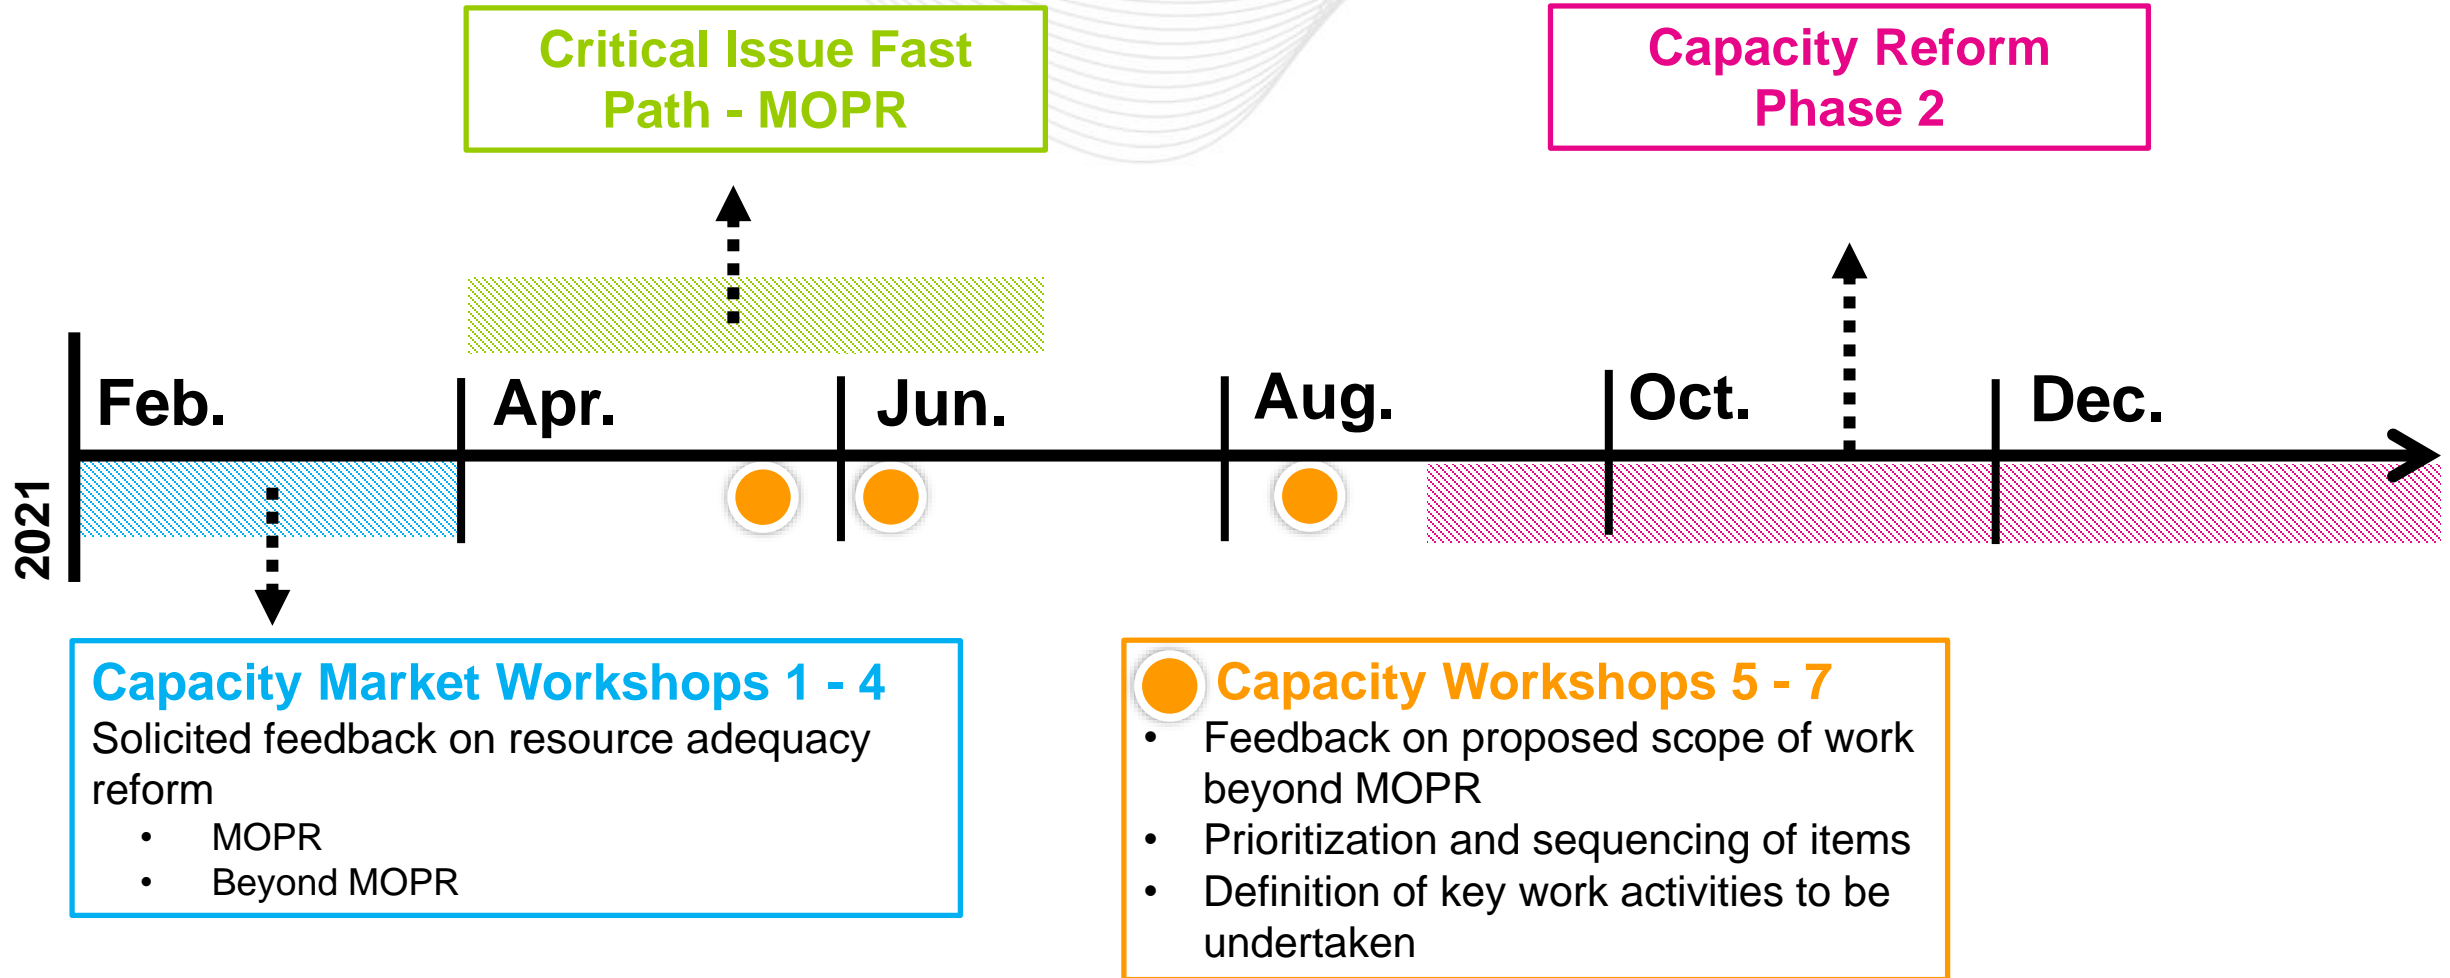 Critical Issue Fast
Path - MOPR
Capacity Reform
Phase 2
Feb.
Apr.
Jun.
Aug.
Oct.
Dec.
2021
Capacity Market Workshops 1 - 4
Solicited feedback on resource adequacy
reform
• MOPR
• Beyond MOPR
Capacity Workshops 5 - 7
• Feedback on proposed scope of work
beyond MOPR
• Prioritization and sequencing of items
• Definition of key work activities to be
undertaken